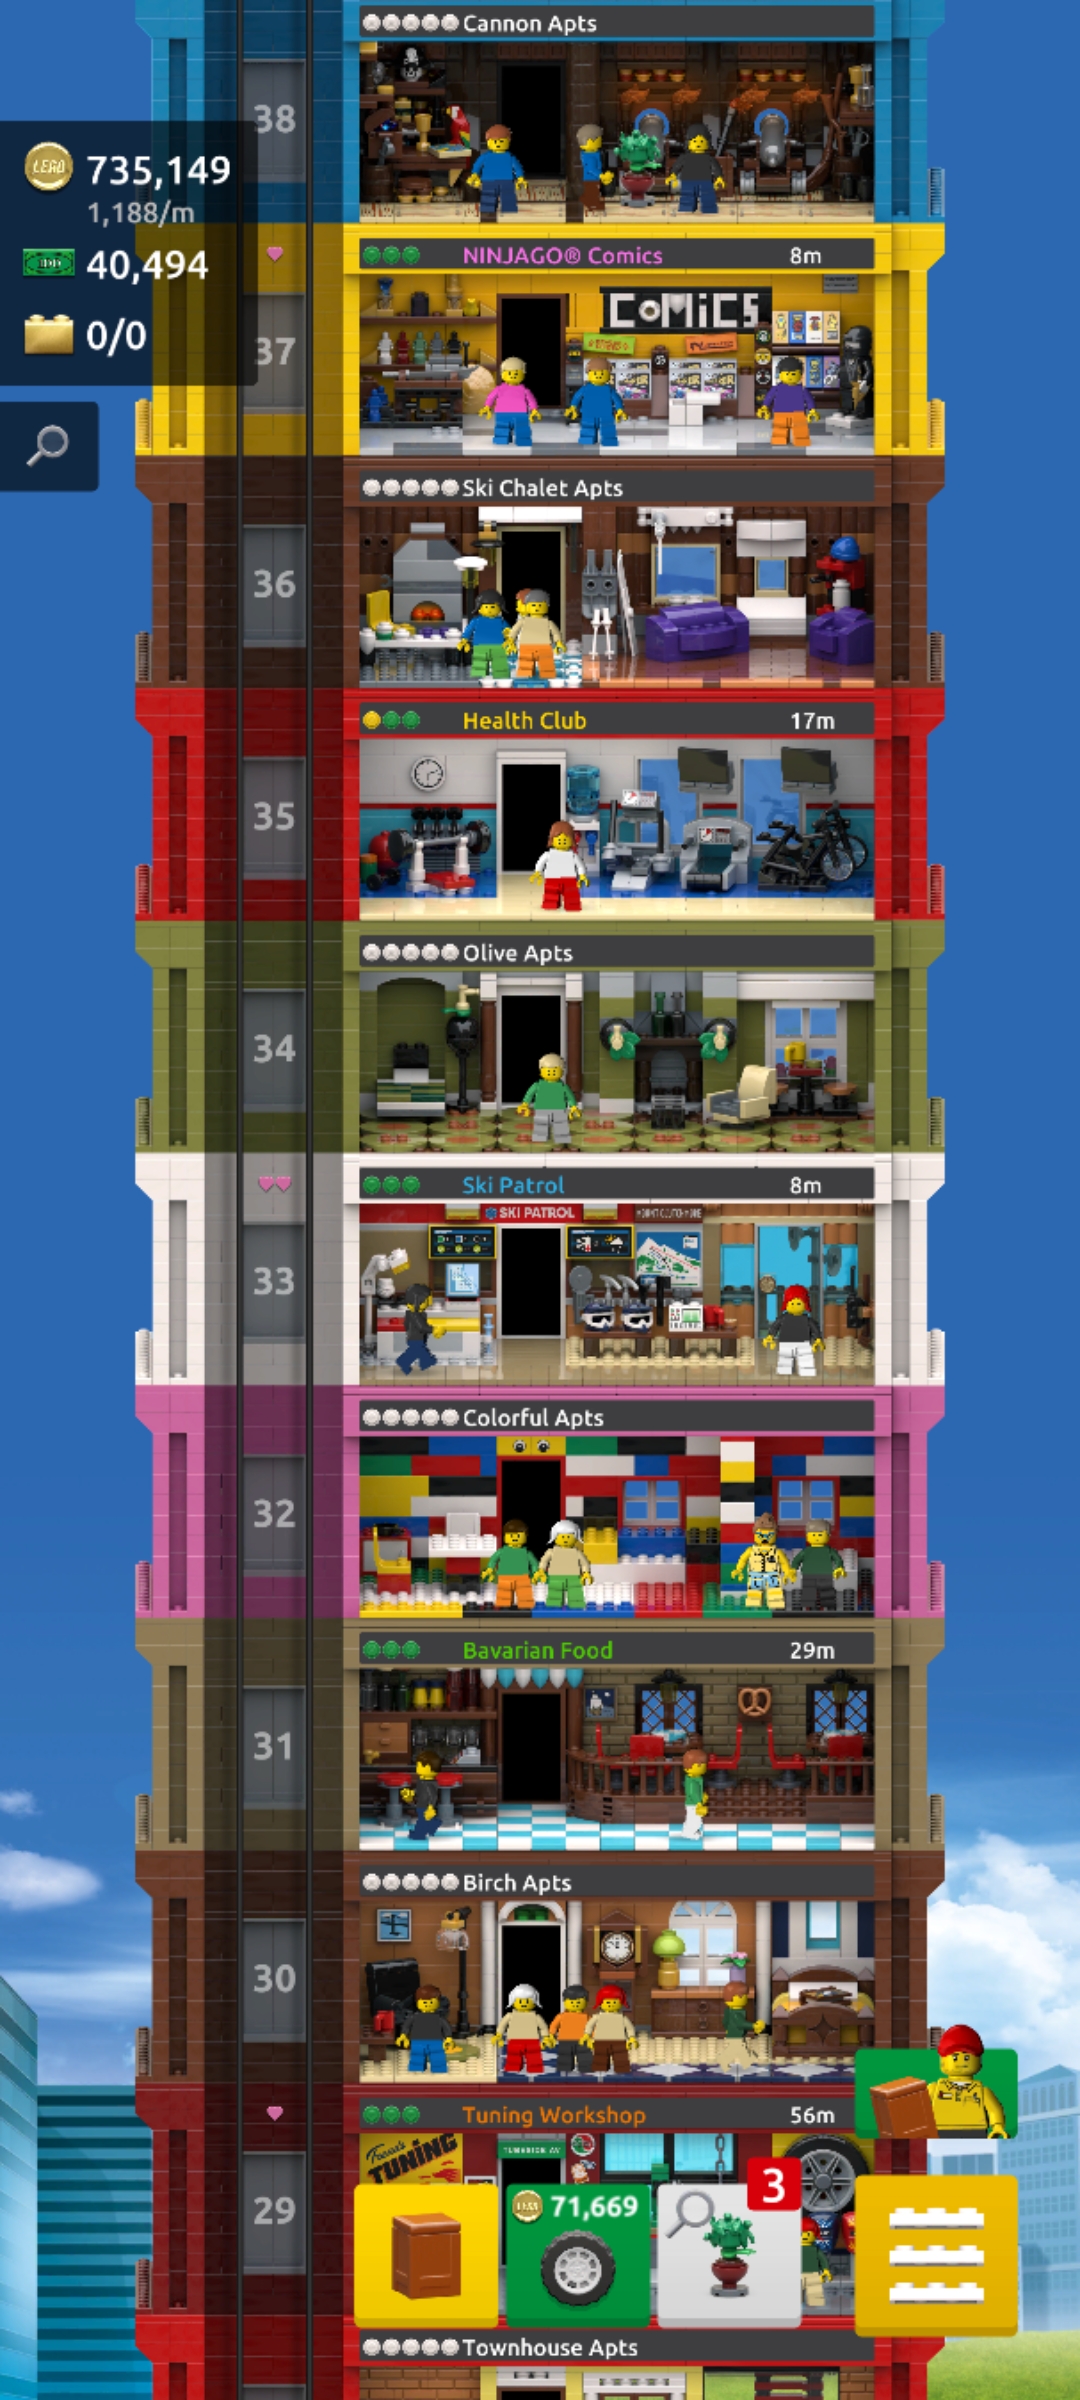 Cannon Apts
38
LEGO 735,149
1,188/m
40,494
0/0
NINJAGO® Comics 8m
37
COMiCS
Ski Chalet Apts
36
Health Club 17m
35
Olive Apts
34
Ski Patrol 8m
33
SKI PATROL
Colorful Apts
32
Bavarian Food 29m
31
Birch Apts
30
Tuning Workshop 56m
29
TUNING
3
71,669
Townhouse Apts